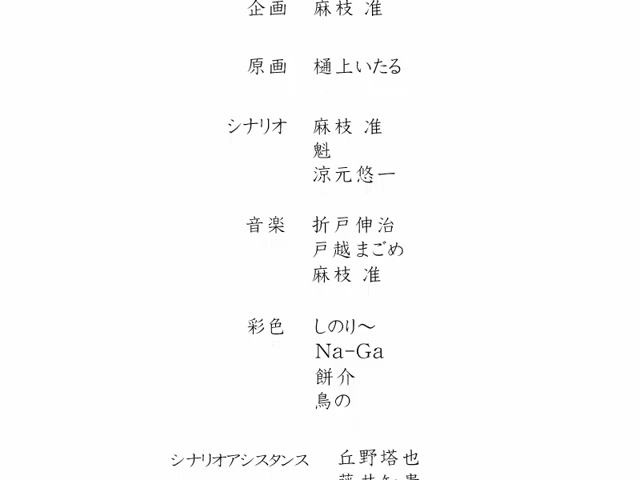 企画 麻枝 准
原画 樋上いたる
シナリオ 麻枝 准
魁
涼元悠一
音楽 折戸伸治
戸越まごめ
麻枝 准
彩色 しのり～
Na-Ga
餅介
鳥の
シナリオアシスタンス 丘野塔也